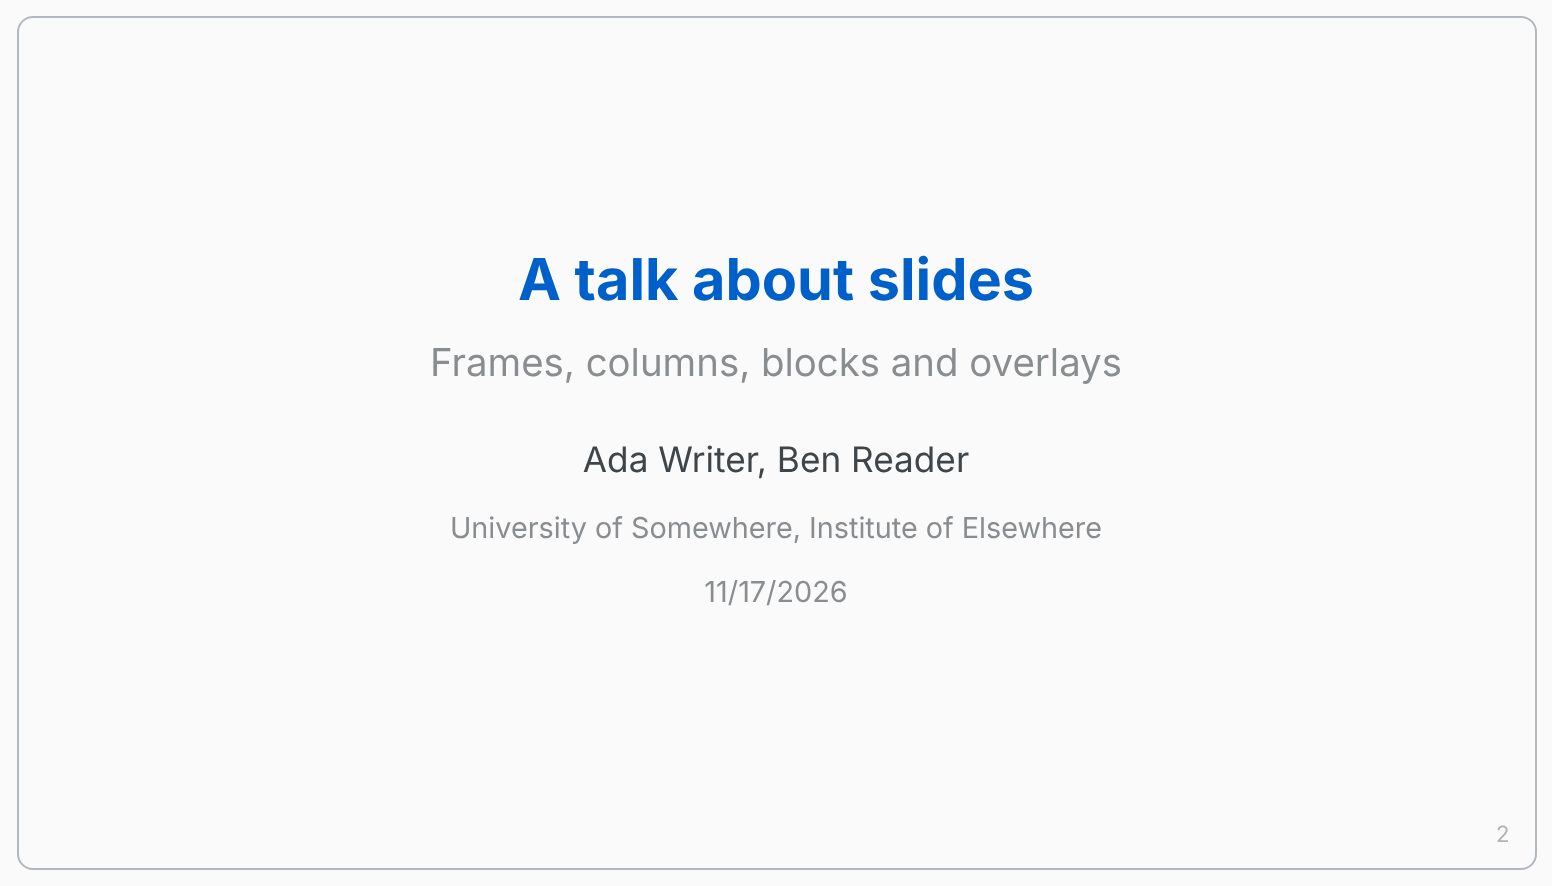 A talk about slides
Frames, columns, blocks and overlays
Ada Writer, Ben Reader
University of Somewhere, Institute of Elsewhere
11/17/2026
2